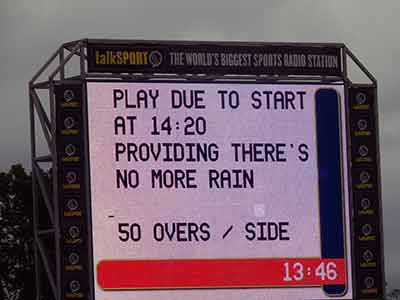 talkSPORT THE WORLD'S BIGGEST SPORTS RADIO STATION
PLAY DUE TO START
AT 14:20
PROVIDING THERE'S
NO MORE RAIN
50 OVERS / SIDE
13:46